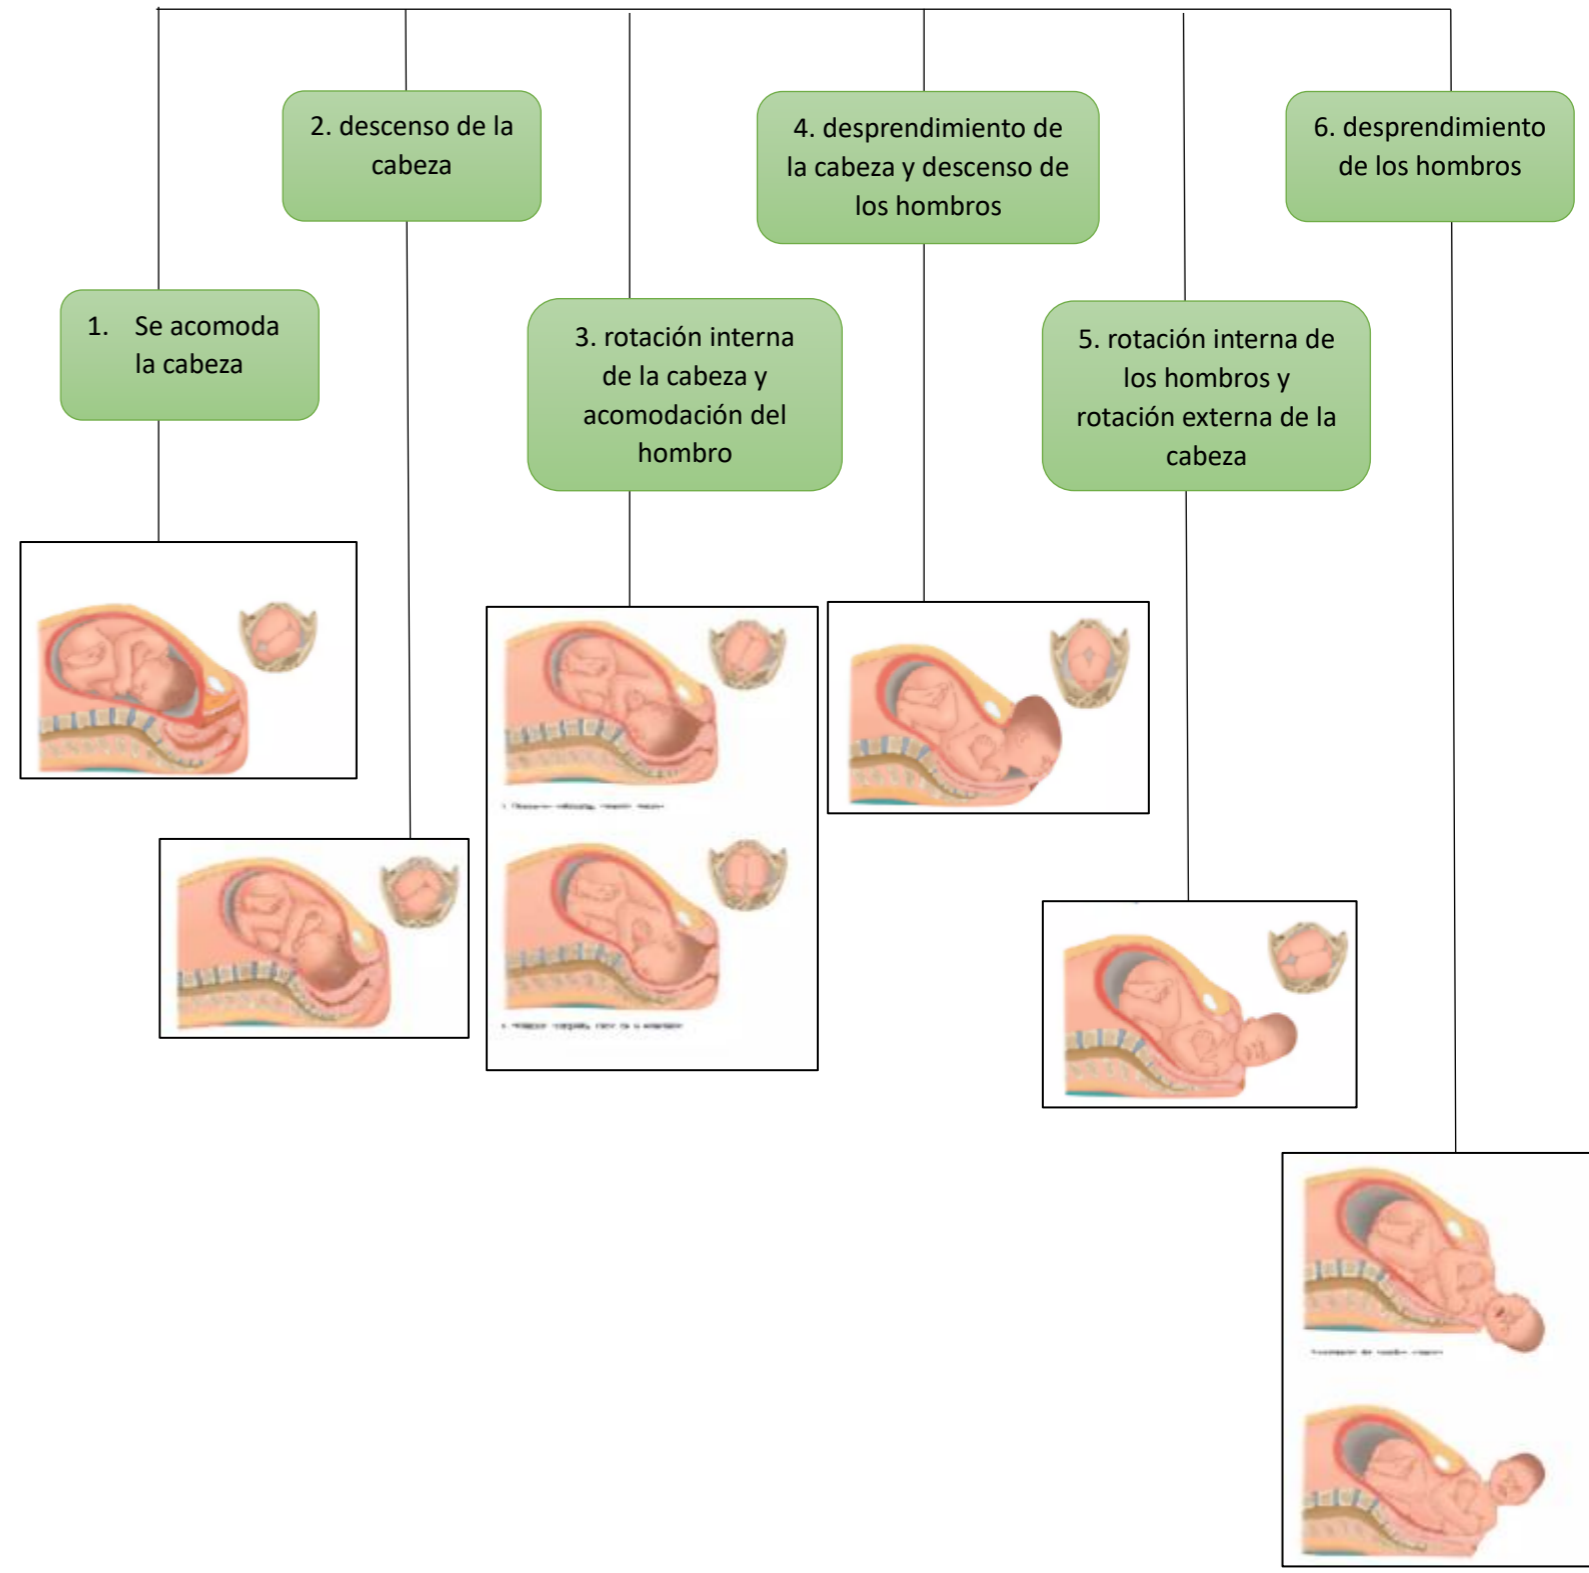 1. Se acomoda
la cabeza
2. descenso de la
cabeza
3. rotación interna
de la cabeza y
acomodación del
hombro
4. desprendimiento de
la cabeza y descenso de
los hombros
5. rotación interna de
los hombros y
rotación externa de la
cabeza
6. desprendimiento
de los hombros